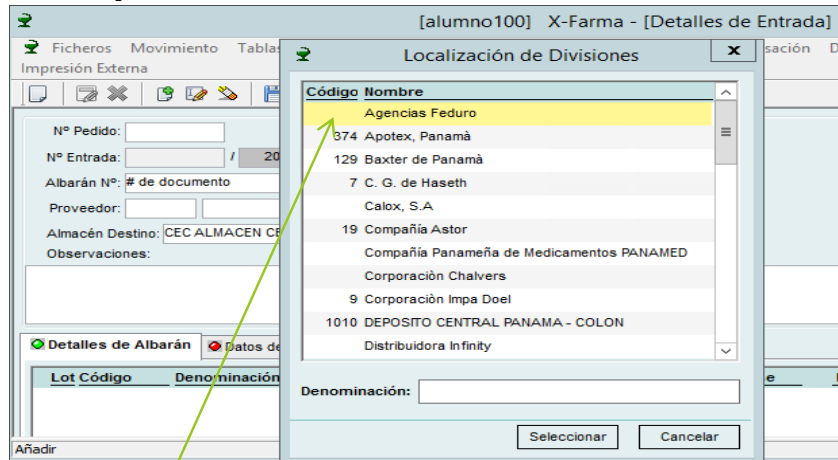 [alumno100] X-Farma - [Detalles de Entrada]
Ficheros Movimiento Tablas
Impresión Externa
Localización de Divisiones x
Código Nombre
Agencias Feduro
374 Apotex, Panamà
129 Baxter de Panamà
7 C. G. de Haseth
Calox, S.A
19 Compañía Astor
Compañía Panameña de Medicamentos PANAMED
Corporaciòn Chalvers
9 Corporaciòn Impa Doel
1010 DEPOSITO CENTRAL PANAMA - COLON
Distribuidora Infinity
Denominación:
Seleccionar Cancelar
Nº Pedido:
Nº Entrada: / 20
Albarán Nº: # de documento
Proveedor:
Almacén Destino: CEC ALMACEN CE
Observaciones:
Detalles de Albarán Datos de
Lot Código Denominación e
Añadir